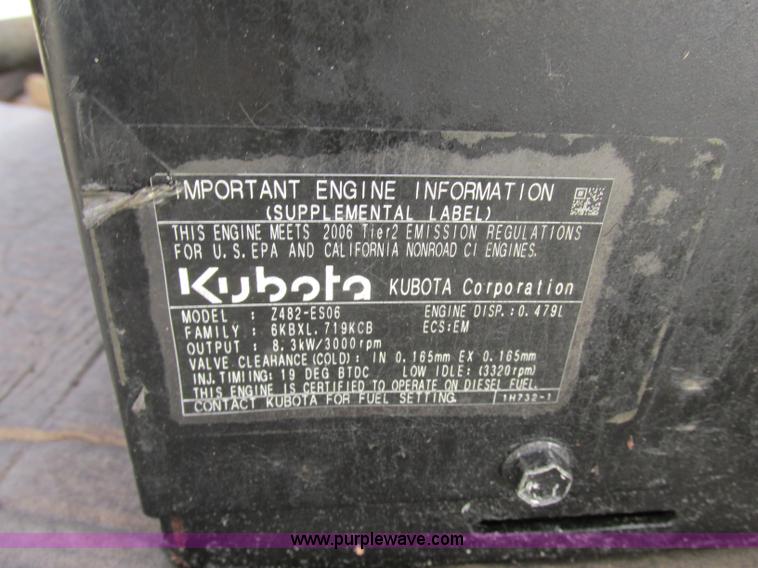 IMPORTANT ENGINE INFORMATION
(SUPPLEMENTAL LABEL)
THIS ENGINE MEETS 2006 Tier2 EMISSION REGULATIONS
FOR U.S. EPA AND CALIFORNIA NONROAD CI ENGINES.
Kubota KUBOTA Corporation
MODEL : Z482-ES06 ENGINE DISP.:0.479L
FAMILY : 6KBXL.719KCB ECS:EM
OUTPUT : 8.3kW/3000rpm
VALVE CLEARANCE(COLD): IN 0.165mm EX 0.165mm
INJ.TIMIING: 19 DEG BTDC LOW IDLE: (3320rpm)
THIS ENGINE IS CERTIFIED TO OPERATE ON DIESEL FUEL.
CONTACT KUBOTA FOR FUEL SETTING. 1H732-1
www.purplewave.com